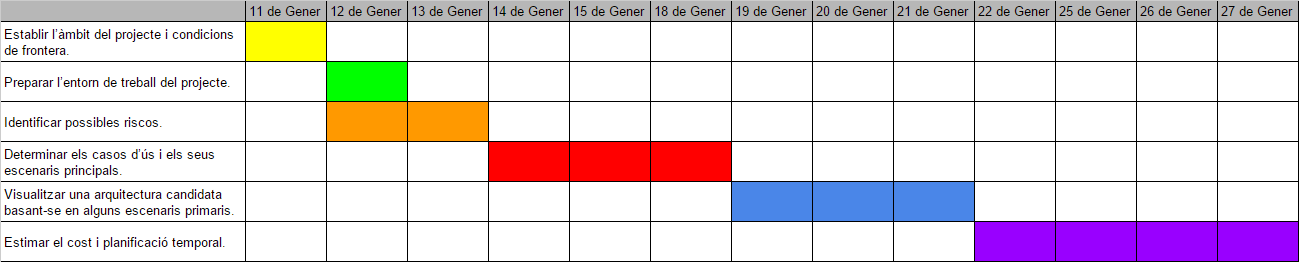 11 de Gener 12 de Gener 13 de Gener 14 de Gener 15 de Gener 18 de Gener 19 de Gener 20 de Gener 21 de Gener 22 de Gener 25 de Gener 26 de Gener 27 de Gener
Establir l'àmbit del projecte i condicions
de frontera.
Preparar l'entorn de treball del projecte.
Identificar possibles riscos.
Determinar els casos d'ús i els seus
escenaris principals.
Visualitzar una arquitectura candidata
basant-se en alguns escenaris primaris.
Estimar el cost i planificació temporal.